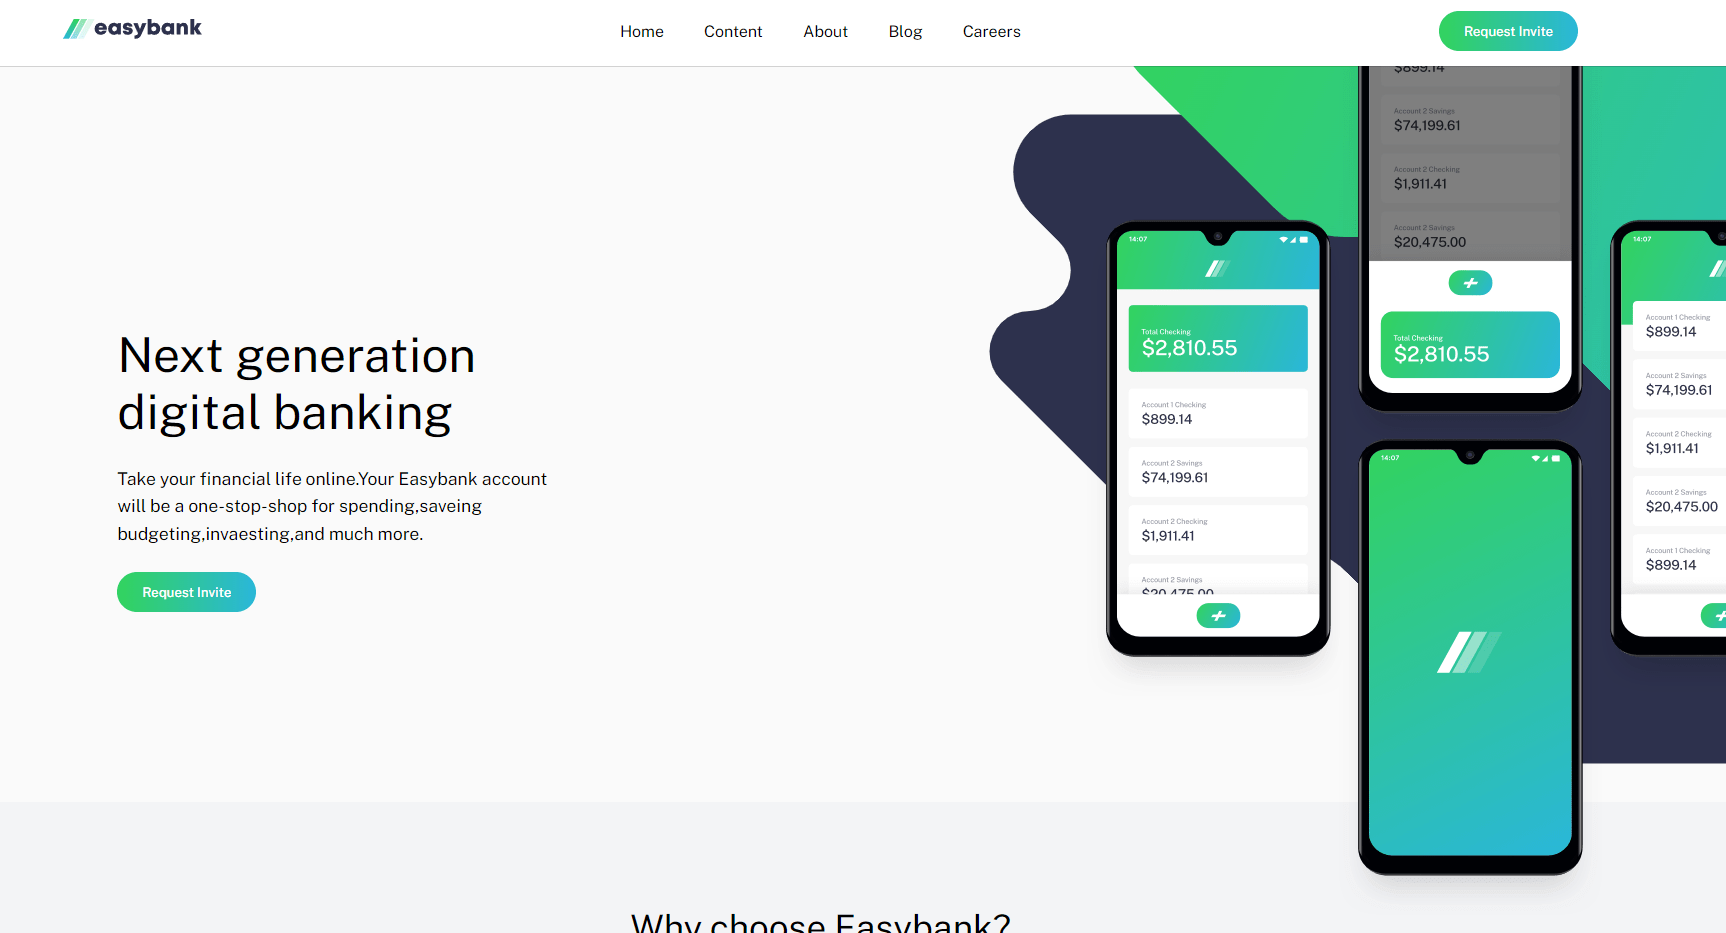 easybank
Home Content About Blog Careers
Request Invite
Next generation
digital banking
Take your financial life online.Your Easybank account
will be a one-stop-shop for spending,saveing
budgeting,invaesting,and much more.
Request Invite
14:07
Total Checking
$2,810.55
Account 1 Checking
$899.14
Account 2 Savings
$74,199.61
Account 2 Checking
$1,911.41
Account 2 Savings
$20,475.00
$899.14
Account 2 Savings
$74,199.61
Account 2 Checking
$1,911.41
Account 2 Savings
$20,475.00
Total Checking
$2,810.55
14:07
14:07
Account 1 Checking
$899.14
Account 2 Savings
$74,199.61
Account 2 Checking
$1,911.41
Account 2 Savings
$20,475.00
Account 1 Checking
$899.14
Why choose Easybank?